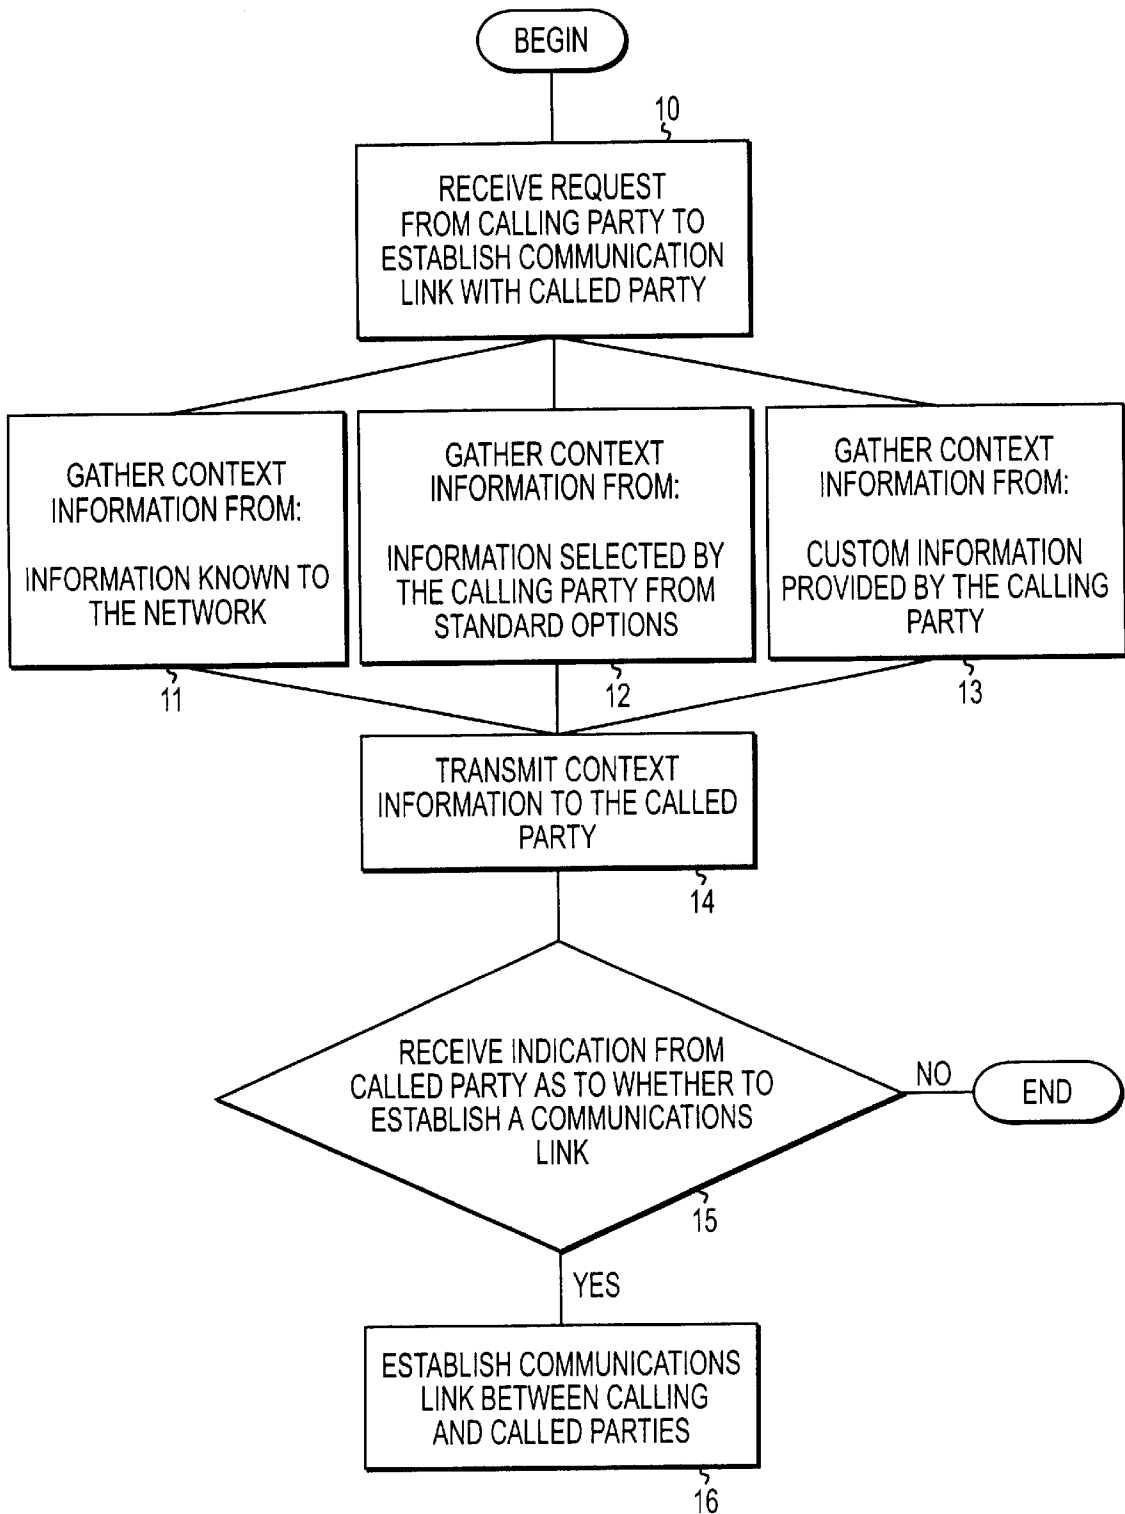 BEGIN
10
RECEIVE REQUEST
FROM CALLING PARTY TO
ESTABLISH COMMUNICATION
LINK WITH CALLED PARTY
GATHER CONTEXT
INFORMATION FROM:
INFORMATION KNOWN TO
THE NETWORK
11
GATHER CONTEXT
INFORMATION FROM:
INFORMATION SELECTED BY
THE CALLING PARTY FROM
STANDARD OPTIONS
12
GATHER CONTEXT
INFORMATION FROM:
CUSTOM INFORMATION
PROVIDED BY THE CALLING
PARTY
13
TRANSMIT CONTEXT
INFORMATION TO THE CALLED
PARTY
14
RECEIVE INDICATION FROM
CALLED PARTY AS TO WHETHER TO
ESTABLISH A COMMUNICATIONS
LINK
15
NO
END
YES
ESTABLISH COMMUNICATIONS
LINK BETWEEN CALLING
AND CALLED PARTIES
16